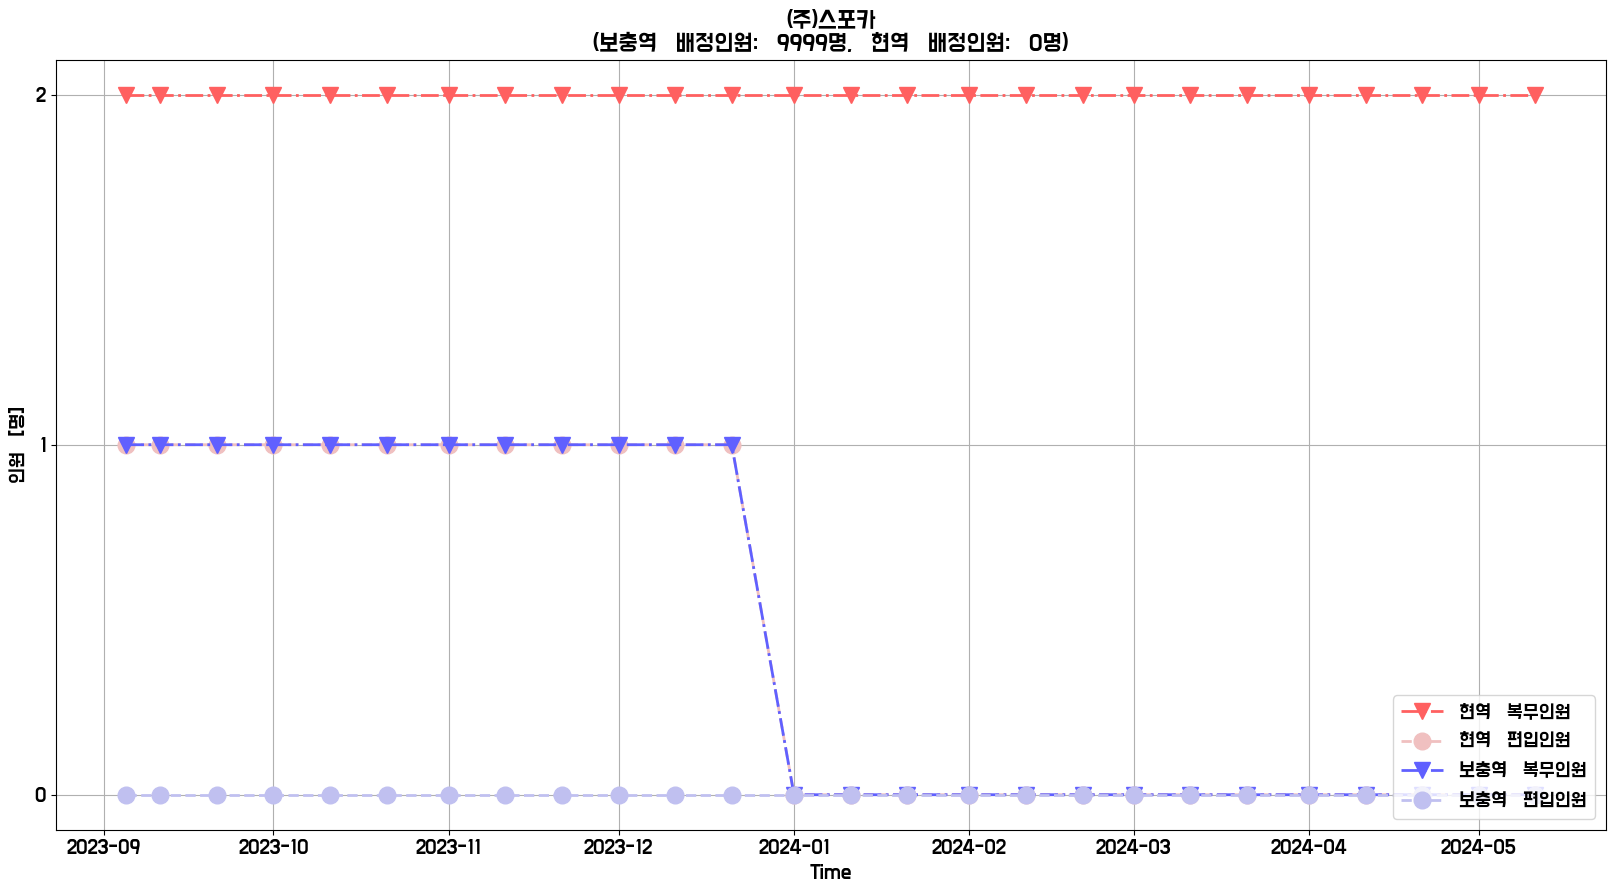 (주)스포카
(보충역 배정인원: 9999명, 현역 배정인원: 0명)
2
1
0
인원 [명]
현역 복무인원
현역 편입인원
보충역 복무인원
보충역 편입인원
2023-09 2023-10 2023-11 2023-12 2024-01 2024-02 2024-03 2024-04 2024-05
Time